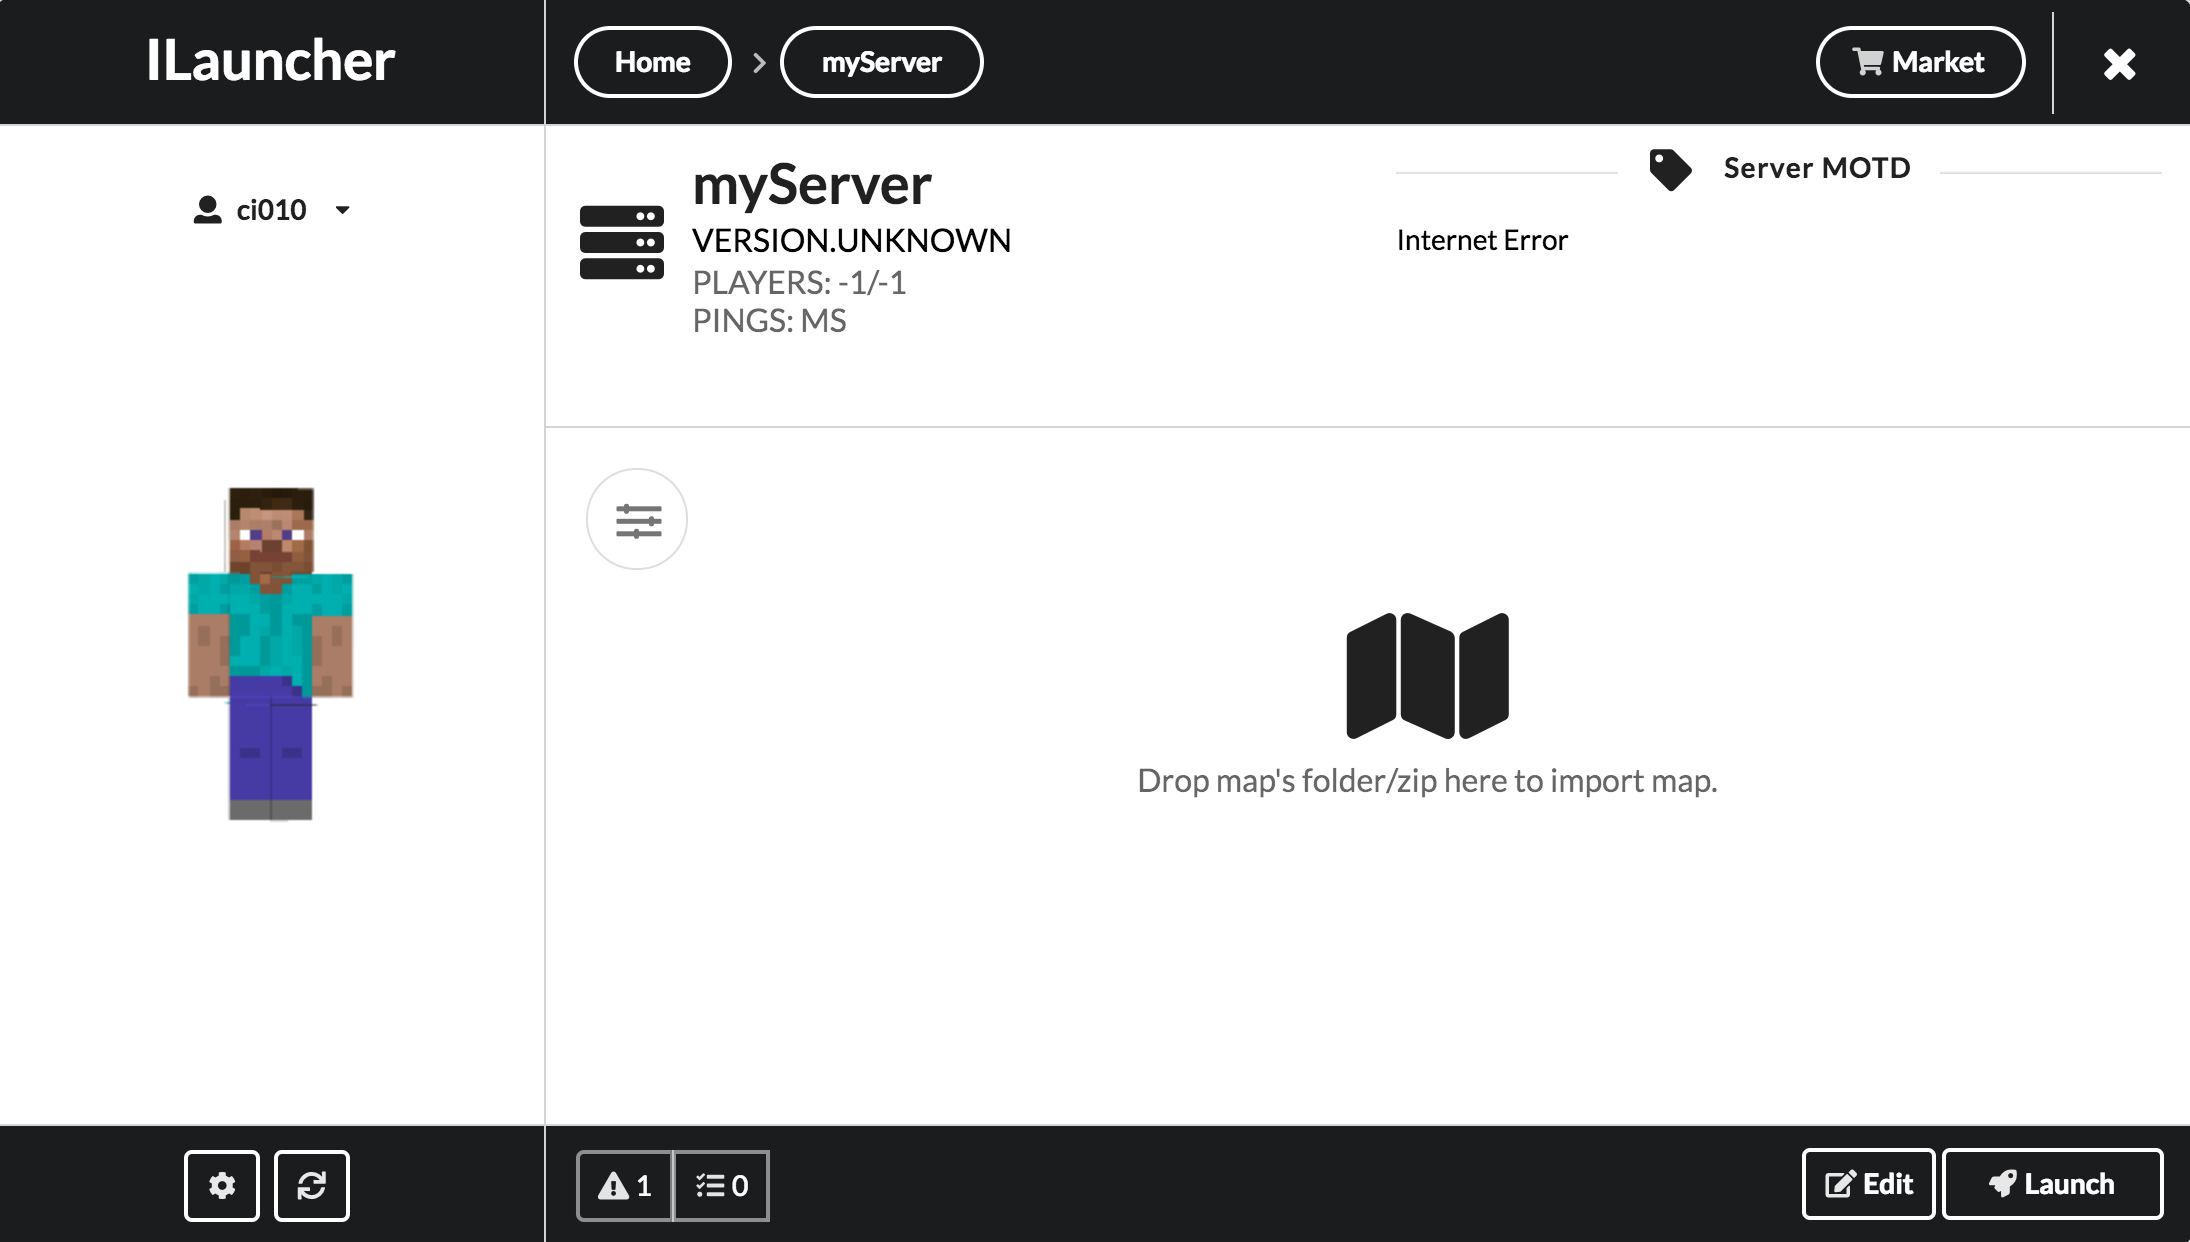 ILauncher
Home
myServer
Market
ci010
myServer
VERSION.UNKNOWN
PLAYERS: -1/-1
PINGS: MS
Server MOTD
Internet Error
Drop map's folder/zip here to import map.
1
0
Edit
Launch